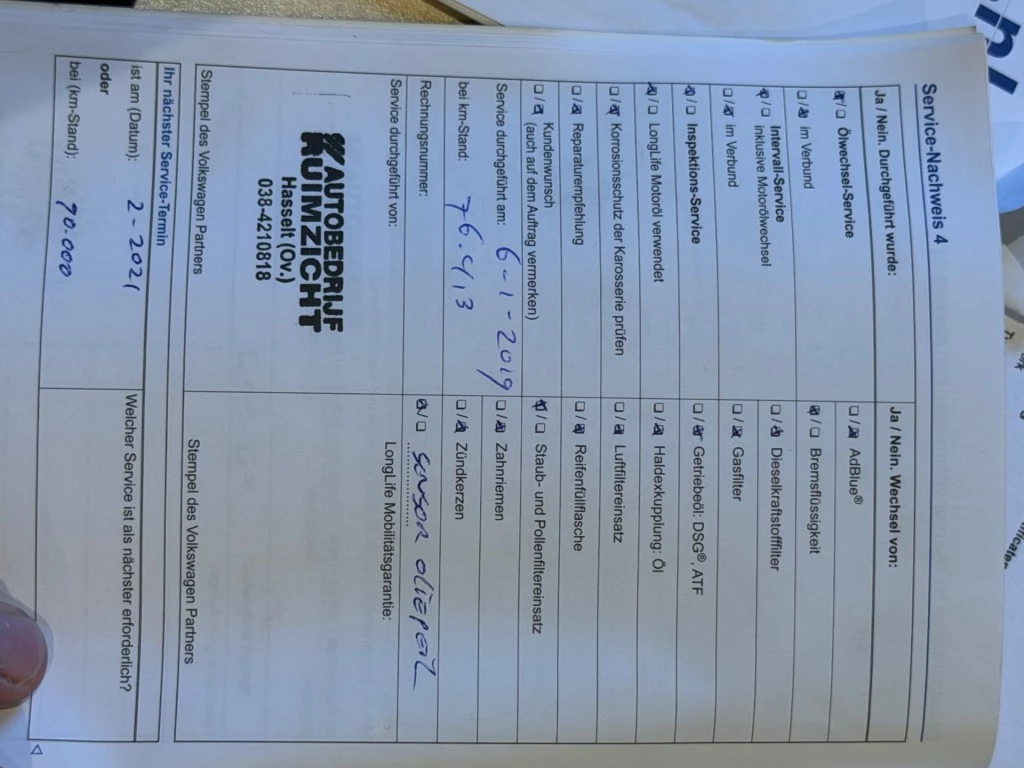 Service-Nachweis 4
Ja / Nein. Durchgeführt wurde:
☒/☐ Ölwechsel-Service
☐/☒ im Verbund
☒/☐ Intervall-Service
inklusive Motorölwechsel
☐/☒ im Verbund
☒/☐ Inspektions-Service
☒/☐ LongLife Motoröl verwendet
☐/☒ Korrosionsschutz der Karosserie prüfen
☐/☒ Reparaturempfehlung
☐/☒ Kundenwunsch
(auch auf dem Auftrag vermerken)
Service durchgeführt am: 6-1-2019
bei km-Stand: 76.413
Rechnungsnummer:
Service durchgeführt von:
AUTOBEDRIJF
RUIMZICHT
Hasselt (Ov.)
038-4210818
Stempel des Volkswagen Partners
Ja / Nein. Wechsel von:
☐/☒ AdBlue®
☒/☐ Bremsflüssigkeit
☐/☒ Dieselkraftstofffilter
☐/☒ Gasfilter
☐/☒ Getriebeöl: DSG®, ATF
☐/☒ Haldexkupplung: Öl
☐/☒ Luftfiltereinsatz
☐/☒ Reifenfüllflasche
☒/☐ Staub- und Pollenfiltereinsatz
☐/☒ Zahnriemen
☐/☒ Zündkerzen
☒/☐ sensor oliepeil
LongLife Mobilitätsgarantie:
Stempel des Volkswagen Partners
Ihr nächster Service-Termin
ist am (Datum): 2-2021
oder
bei (km-Stand): 90.000
Welcher Service ist als nächster erforderlich?